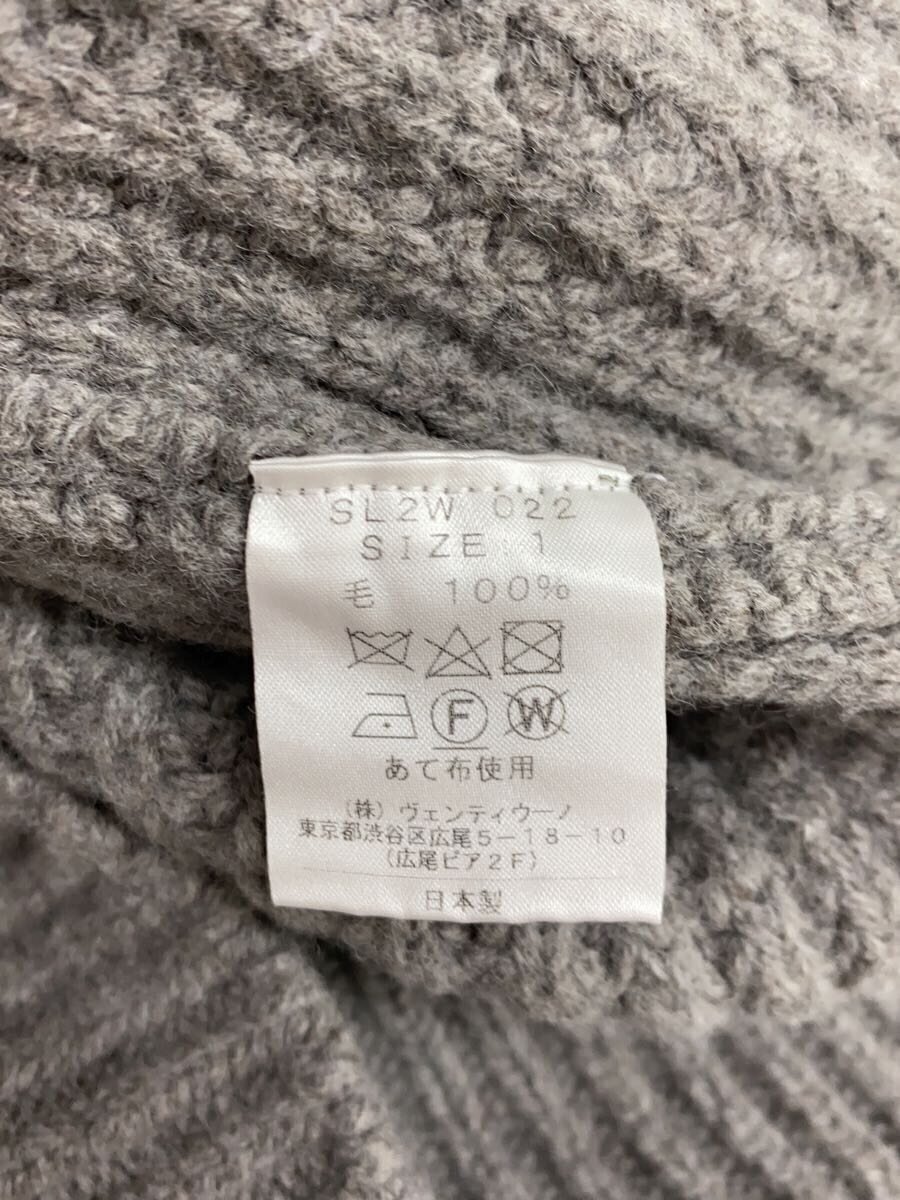 SL2W 022
SIZE:1
毛 100%
F W
あて布使用
(株)ヴェンティウーノ
東京都渋谷区広尾5-18-10
(広尾ピア2F)
日本製